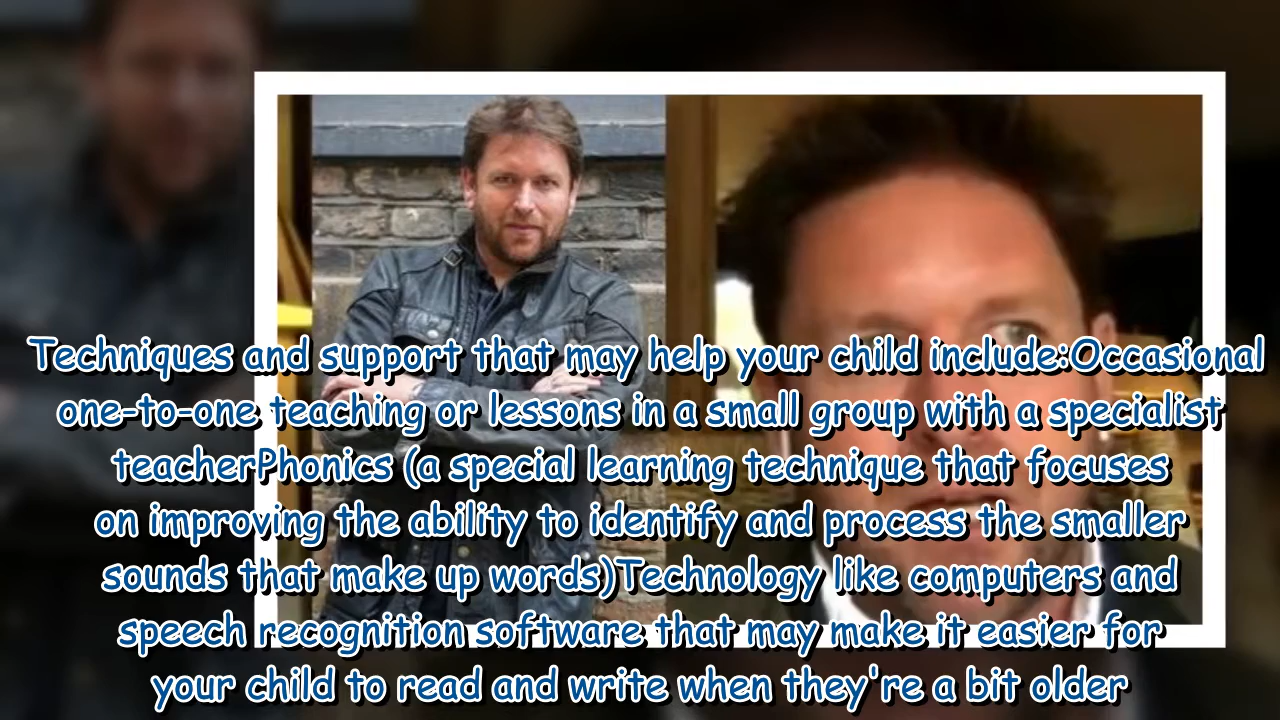 Techniques and support that may help your child include:Occasional
one-to-one teaching or lessons in a small group with a specialist
teacherPhonics (a special learning technique that focuses
on improving the ability to identify and process the smaller
sounds that make up words)Technology like computers and
speech recognition software that may make it easier for
your child to read and write when they're a bit older